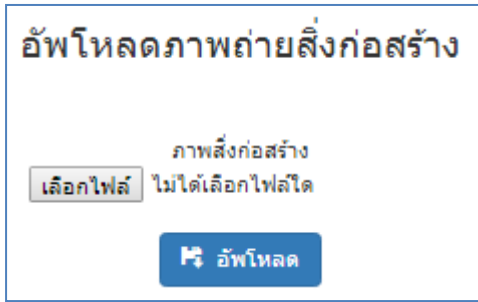 อัพโหลดภาพถ่ายสิ่งก่อสร้าง
ภาพสิ่งก่อสร้าง
เลือกไฟล์ ไม่ได้เลือกไฟล์ใด
อัพโหลด